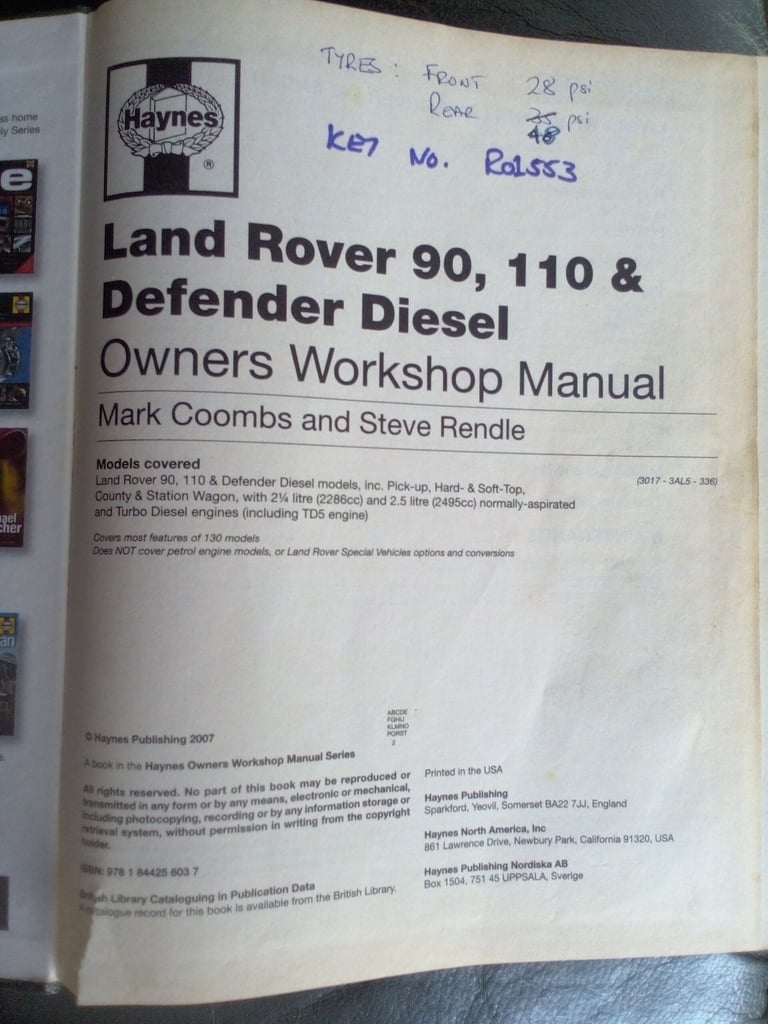 as home
ly Series
e
ael
cher
an
e.
Haynes
®
TYRES : FRONT 28 psi
REAR 35 psi
48
KEY No. R01553
Land Rover 90, 110 &
Defender Diesel
Owners Workshop Manual
Mark Coombs and Steve Rendle
Models covered
(3017 - 3AL5 - 336)
Land Rover 90, 110 & Defender Diesel models, inc. Pick-up, Hard- & Soft-Top,
County & Station Wagon, with 2¼ litre (2286cc) and 2.5 litre (2495cc) normally-aspirated
and Turbo Diesel engines (including TD5 engine)
Covers most features of 130 models
Does NOT cover petrol engine models, or Land Rover Special Vehicles options and conversions
© Haynes Publishing 2007
A book in the Haynes Owners Workshop Manual Series
All rights reserved. No part of this book may be reproduced or
transmitted in any form or by any means, electronic or mechanical,
including photocopying, recording or by any information storage or
retrieval system, without permission in writing from the copyright
holder.
ISBN: 978 1 84425 603 7
British Library Cataloguing in Publication Data
A catalogue record for this book is available from the British Library.
ABCDE
FGHIJ
KLMNO
PQRST
2
Printed in the USA
Haynes Publishing
Sparkford, Yeovil, Somerset BA22 7JJ, England
Haynes North America, Inc
861 Lawrence Drive, Newbury Park, California 91320, USA
Haynes Publishing Nordiska AB
Box 1504, 751 45 UPPSALA, Sverige